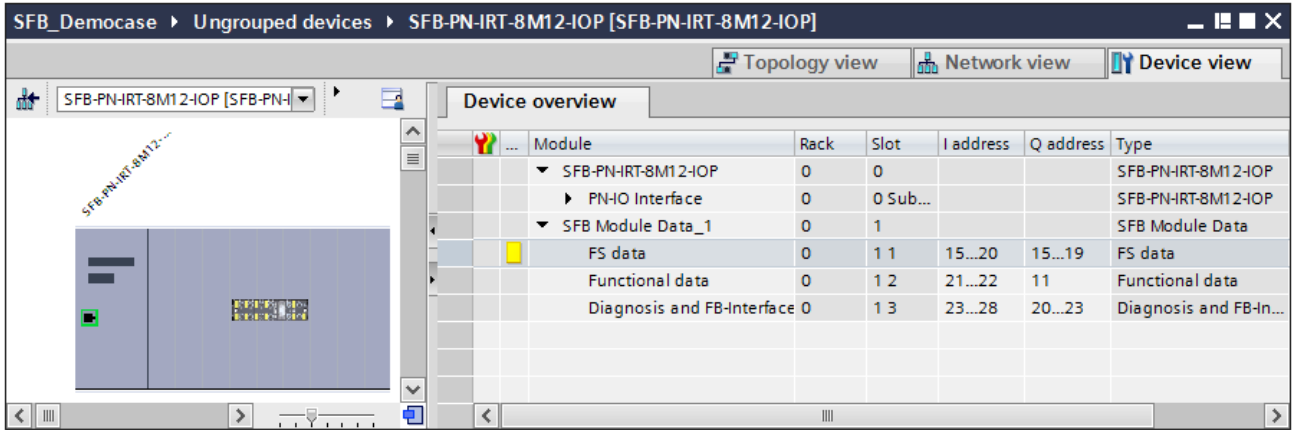 SFB_Democase ▸ Ungrouped devices ▸ SFB-PN-IRT-8M12-IOP [SFB-PN-IRT-8M12-IOP]
Topology view Network view Device view
SFB-PN-IRT-8M12-IOP [SFB-PN-I
Device overview
SFB-PN-IRT-8M12-...
... Module Rack Slot I address Q address Type
SFB-PN-IRT-8M12-IOP 0 0 SFB-PN-IRT-8M12-IOP
PN-IO Interface 0 0 Sub... SFB-PN-IRT-8M12-IOP
SFB Module Data_1 0 1 SFB Module Data
FS data 0 1 1 15...20 15...19 FS data
Functional data 0 1 2 21...22 11 Functional data
Diagnosis and FB-Interface 0 1 3 23...28 20...23 Diagnosis and FB-In...